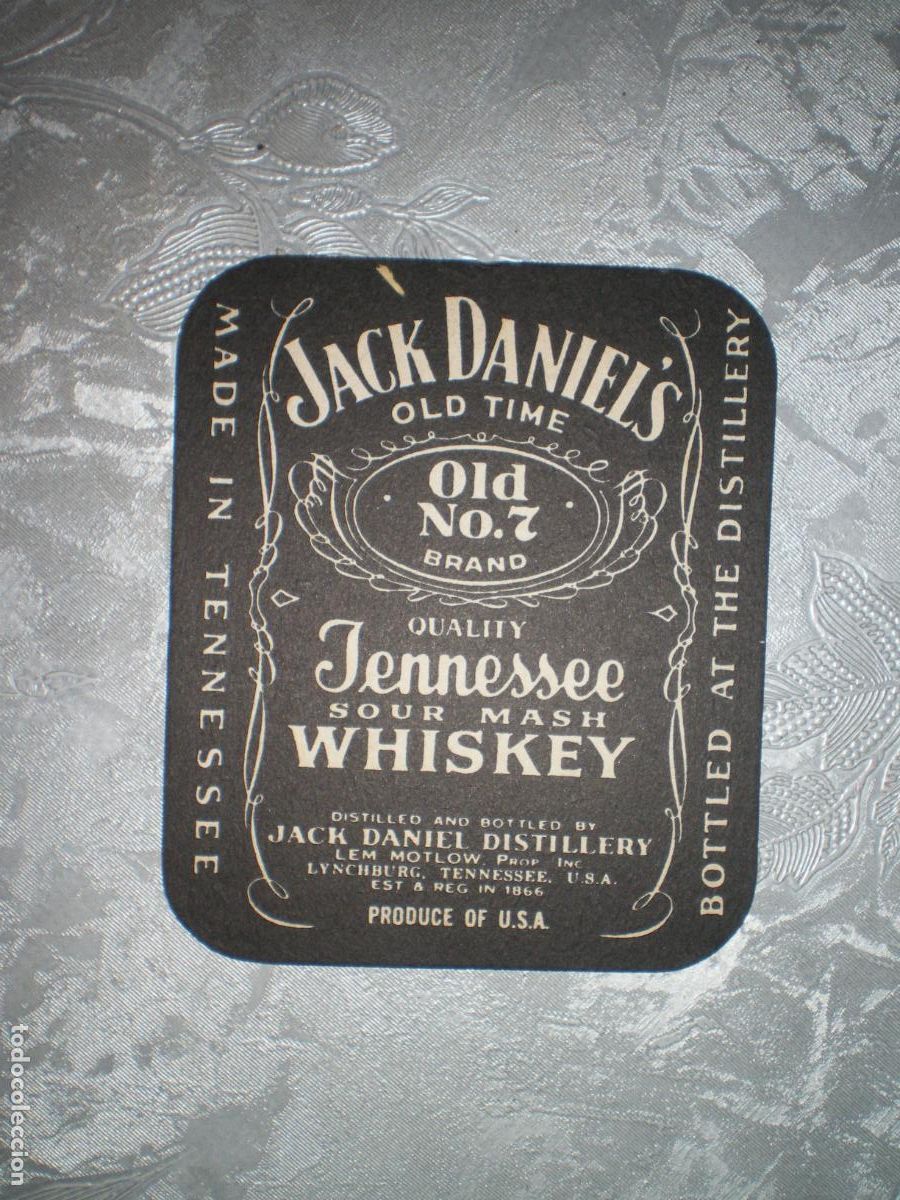 JACK DANIEL'S
OLD TIME
Old
No.7
BRAND
QUALITY
Tennessee
SOUR MASH
WHISKEY
DISTILLED AND BOTTLED BY
JACK DANIEL DISTILLERY
LEM MOTLOW, PROP INC
LYNCHBURG, TENNESSEE, U.S.A.
EST & REG IN 1866
PRODUCE OF U.S.A.
MADE IN TENNESSEE
BOTTLED AT THE DISTILLERY
todocoleccion